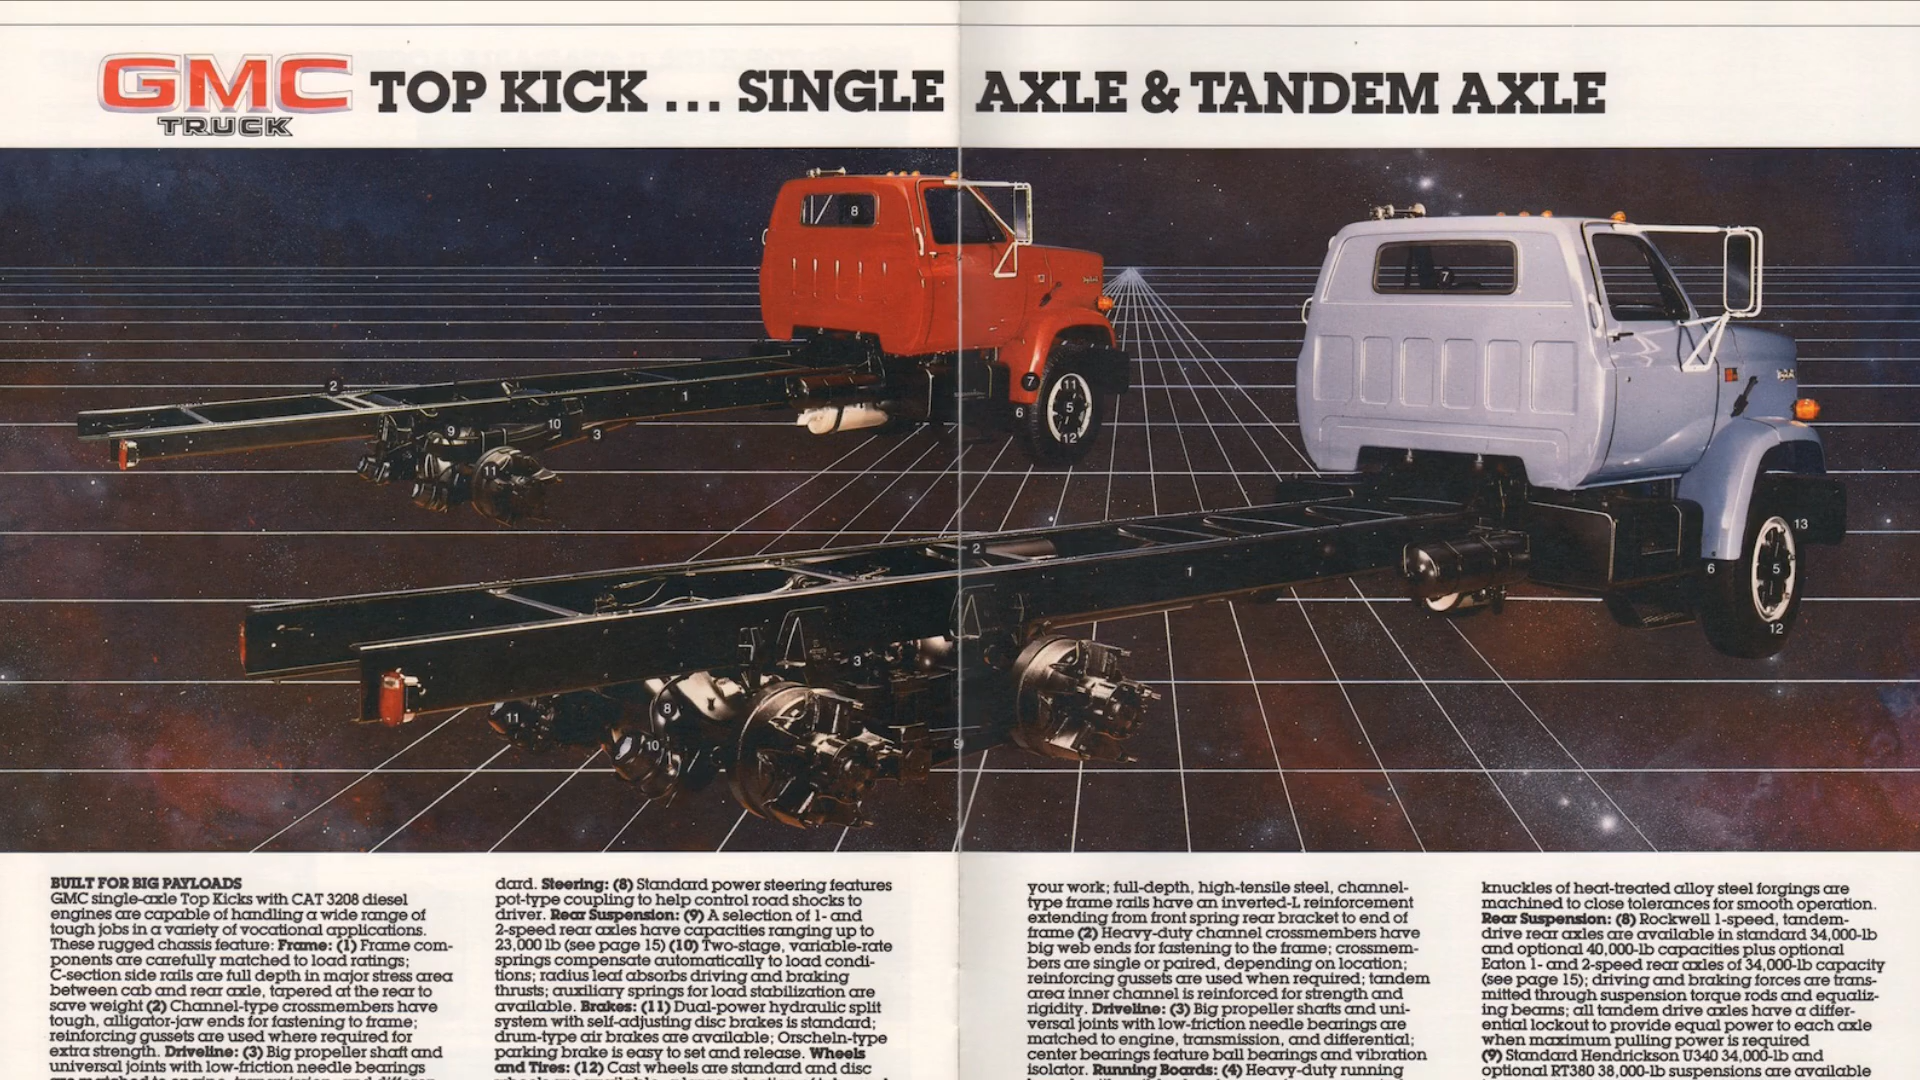 GMC
TRUCK
TOP KICK ... SINGLE AXLE & TANDEM AXLE
BUILT FOR BIG PAYLOADS
GMC single-axle Top Kicks with CAT 3208 diesel
engines are capable of handling a wide range of
tough jobs in a variety of vocational applications.
These rugged chassis feature: Frame: (1) Frame com-
ponents are carefully matched to load ratings;
C-section side rails are full depth in major stress area
between cab and rear axle, tapered at the rear to
save weight (2) Channel-type crossmembers have
tough, alligator-jaw ends for fastening to frame;
reinforcing gussets are used where required for
extra strength. Driveline: (3) Big propeller shaft and
universal joints with low-friction needle bearings
dard. Steering: (8) Standard power steering features
pot-type coupling to help control road shocks to
driver. Rear Suspension: (9) A selection of 1- and
2-speed rear axles have capacities ranging up to
23,000 lb (see page 15) (10) Two-stage, variable-rate
springs compensate automatically to load condi-
tions; radius leaf absorbs driving and braking
thrusts; auxiliary springs for load stabilization are
available. Brakes: (11) Dual-power hydraulic split
system with self-adjusting disc brakes is standard;
drum-type air brakes are available; Orscheln-type
parking brake is easy to set and release. Wheels
and Tires: (12) Cast wheels are standard and disc
your work; full-depth, high-tensile steel, channel-
type frame rails have an inverted-L reinforcement
extending from front spring rear bracket to end of
frame (2) Heavy-duty channel crossmembers have
big web ends for fastening to the frame; crossmem-
bers are single or paired, depending on location;
reinforcing gussets are used when required; tandem
area inner channel is reinforced for strength and
rigidity. Driveline: (3) Big propeller shafts and uni-
versal joints with low-friction needle bearings are
matched to engine, transmission, and differential;
center bearings feature ball bearings and vibration
isolator. Running Boards: (4) Heavy-duty running
knuckles of heat-treated alloy steel forgings are
machined to close tolerances for smooth operation.
Rear Suspension: (8) Rockwell 1-speed, tandem-
drive rear axles are available in standard 34,000-lb
and optional 40,000-lb capacities plus optional
Eaton 1- and 2-speed rear axles of 34,000-lb capacity
(see page 15); driving and braking forces are trans-
mitted through suspension torque rods and equaliz-
ing beams; all tandem drive axles have a differ-
ential lockout to provide equal power to each axle
when maximum pulling power is required
(9) Standard Hendrickson U340 34,000-lb and
optional RT380 38,000-lb suspensions are available